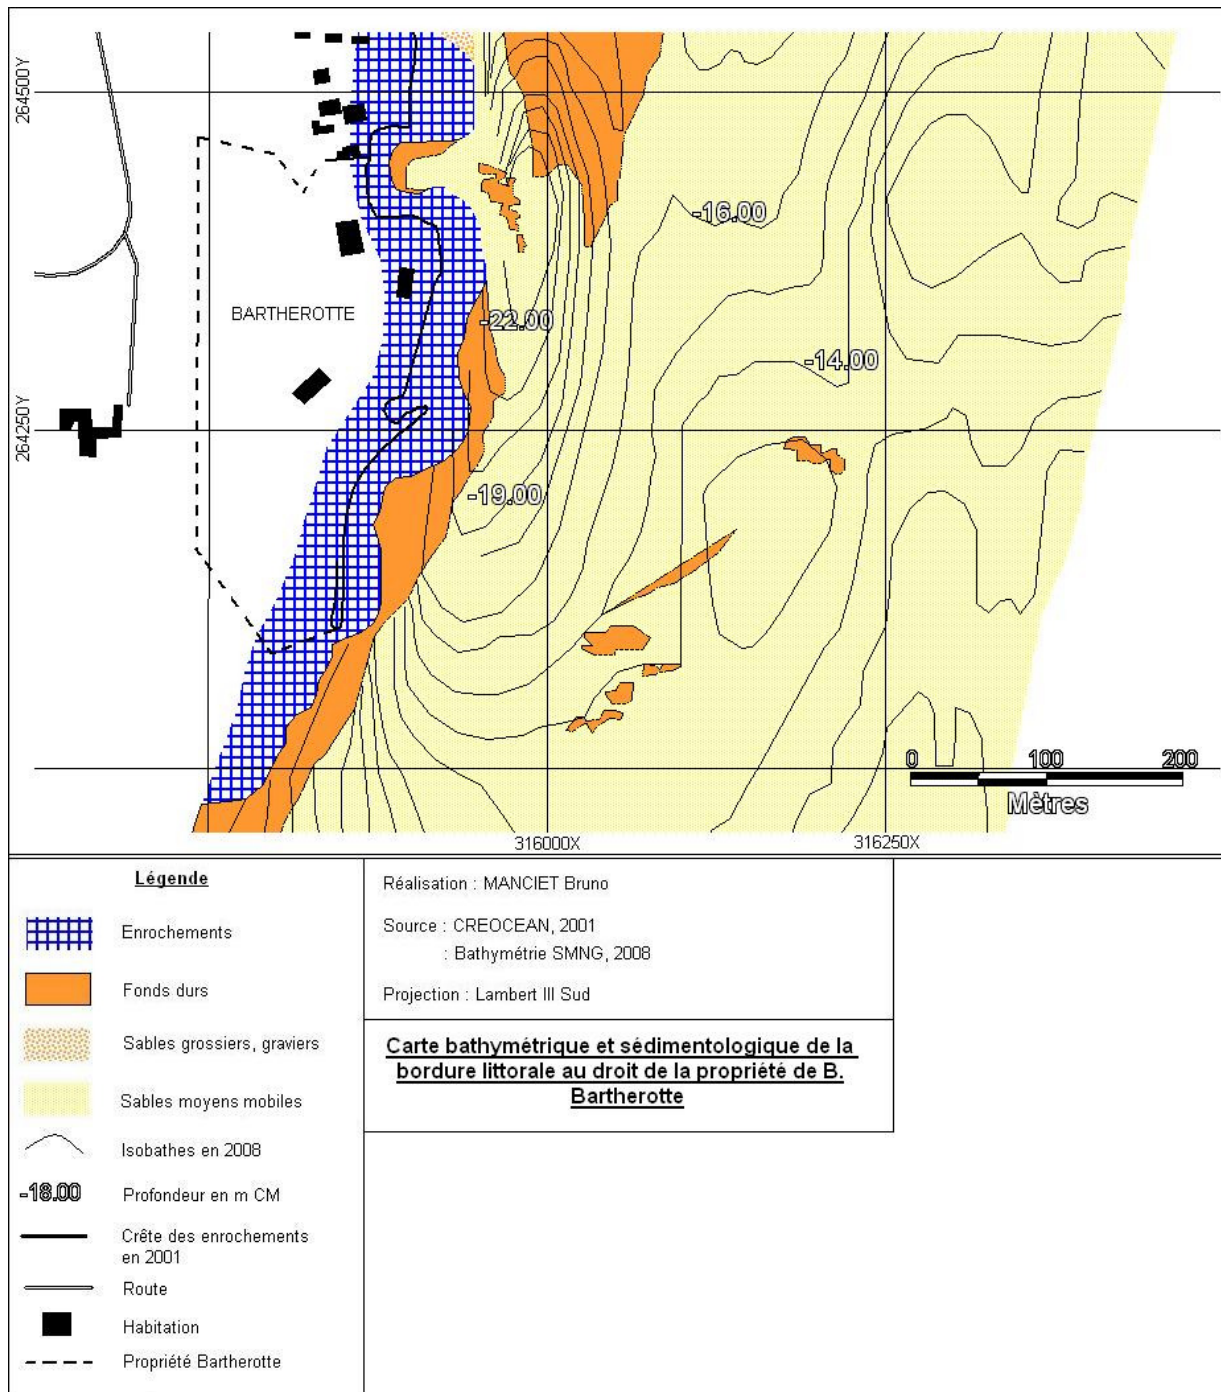 264500Y
-16.00
BARTHEROTTE
-22.00
-14.00
264250Y
-19.00
0 100 200
Mètres
316000X 316250X
Légende
Enrochements
Fonds durs
Sables grossiers, graviers
Sables moyens mobiles
Isobathes en 2008
-18.00 Profondeur en m CM
Crête des enrochements
en 2001
Route
Habitation
Propriété Bartherotte
Réalisation : MANCIET Bruno
Source : CREOCEAN, 2001
: Bathymétrie SMNG, 2008
Projection : Lambert III Sud
Carte bathymétrique et sédimentologique de la
bordure littorale au droit de la propriété de B.
Bartherotte